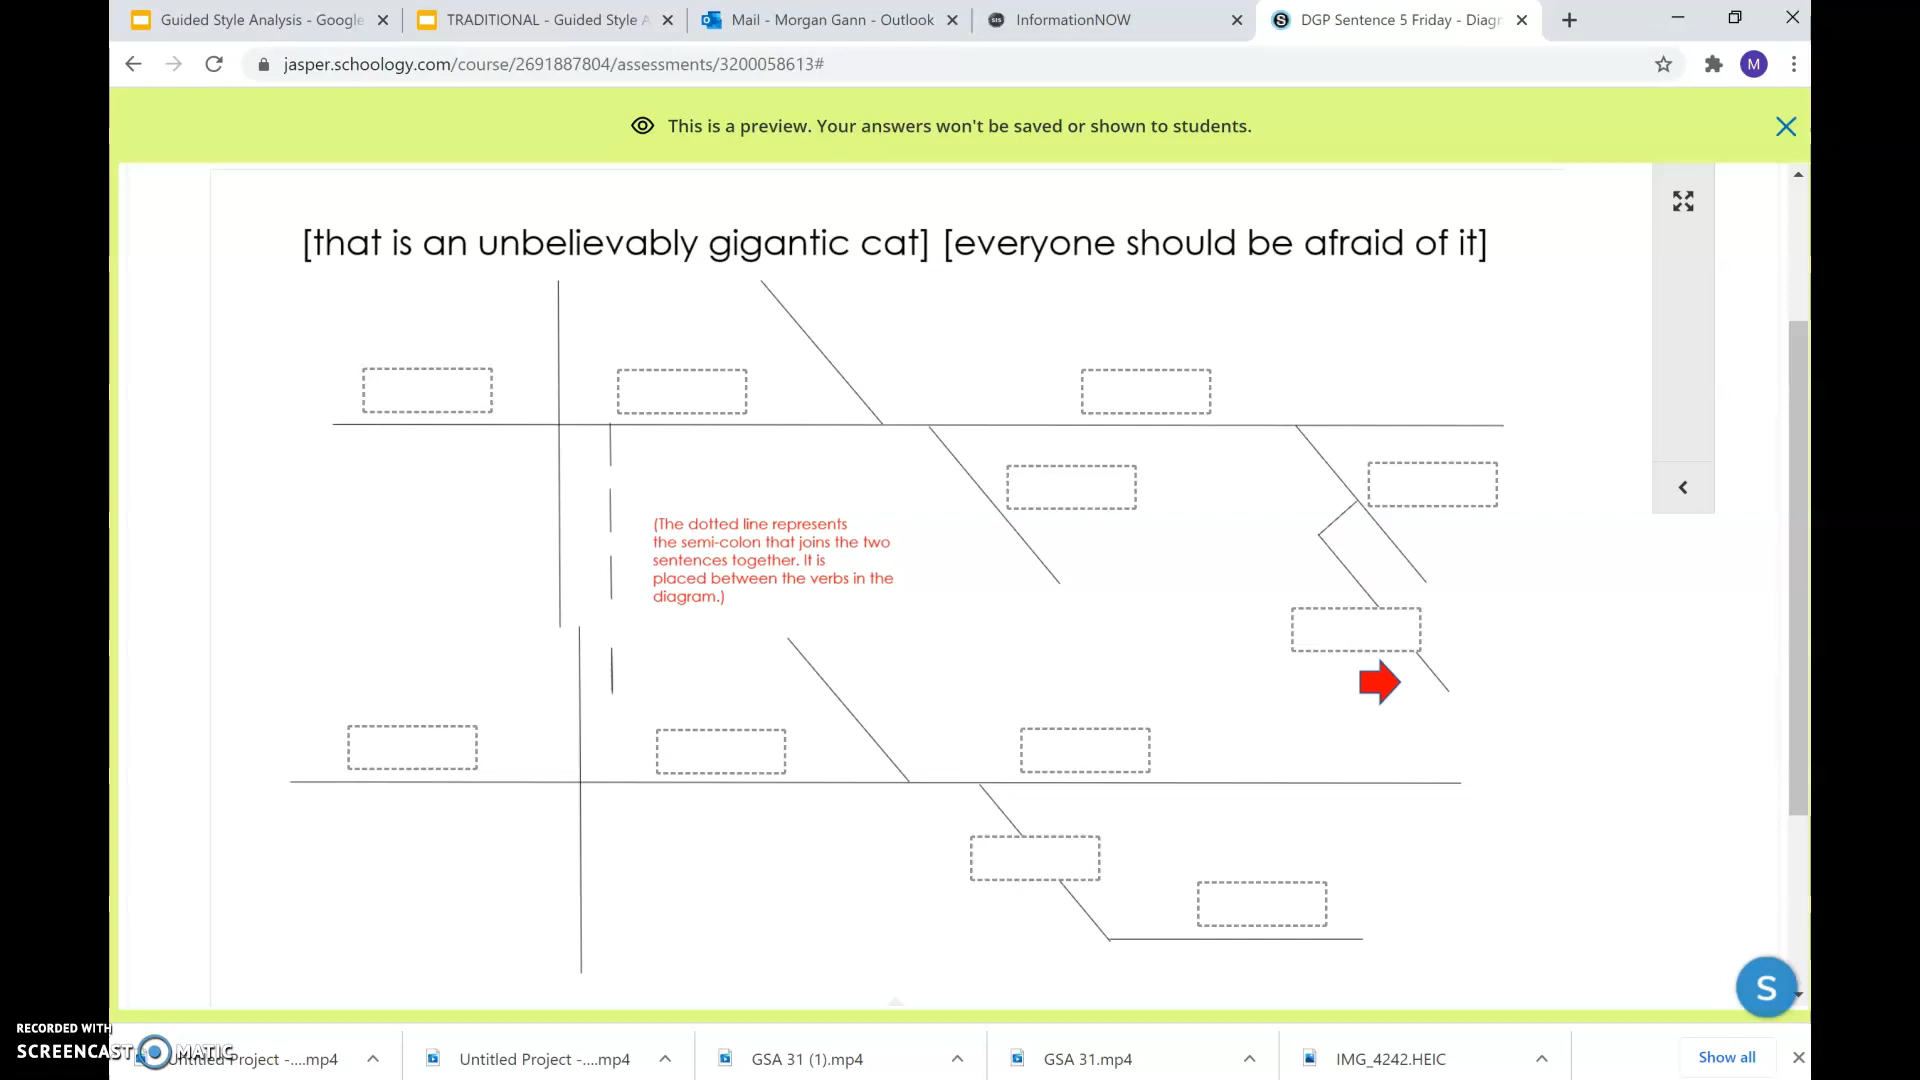 Guided Style Analysis - Google
TRADITIONAL - Guided Style A
Mail - Morgan Gann - Outlook
InformationNOW
DGP Sentence 5 Friday - Diagr
jasper.schoology.com/course/2691887804/assessments/3200058613#
M
This is a preview. Your answers won't be saved or shown to students.
[that is an unbelievably gigantic cat] [everyone should be afraid of it]
(The dotted line represents
the semi-colon that joins the two
sentences together. It is
placed between the verbs in the
diagram.)
S
RECORDED WITH
SCREENCAST MATIC
Untitled Project -....mp4
Untitled Project -....mp4
GSA 31 (1).mp4
GSA 31.mp4
IMG_4242.HEIC
Show all